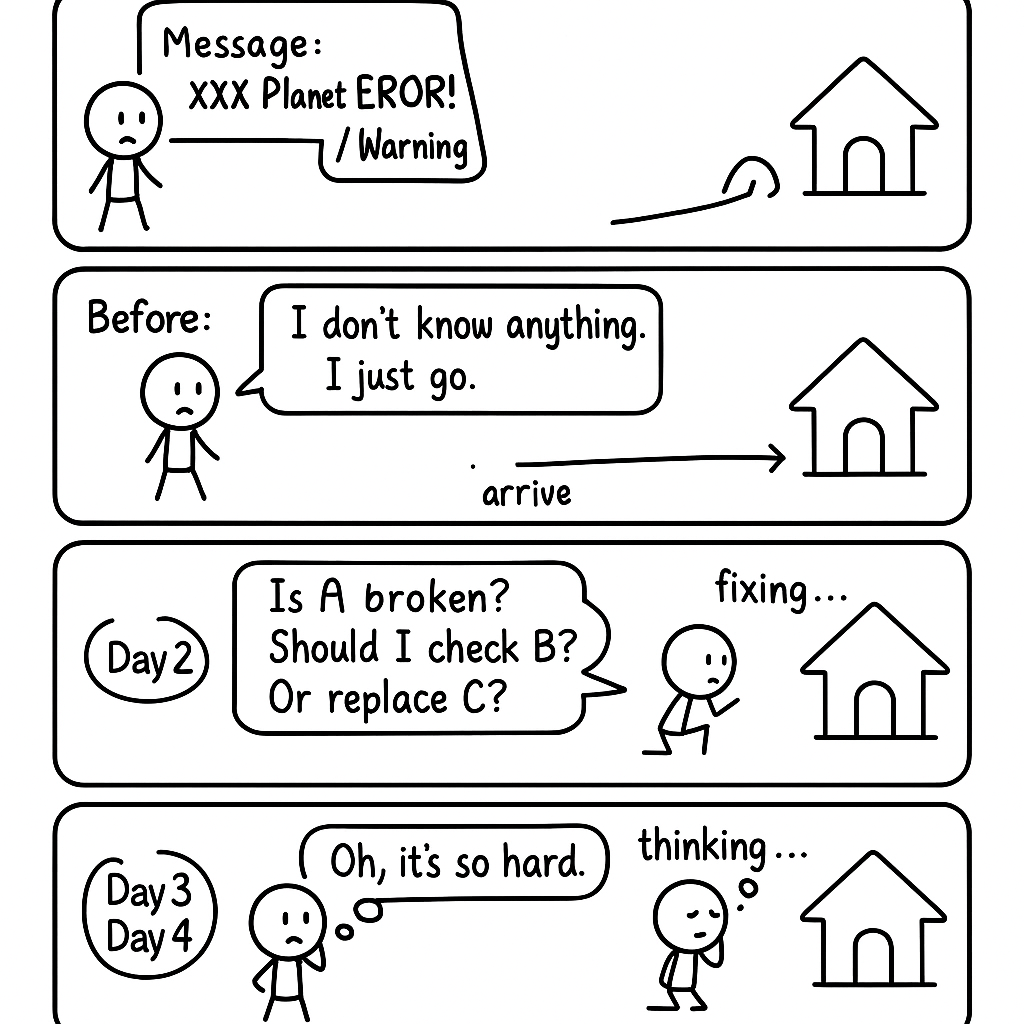 Message:
XXX Planet EROR!
/ Warning
Before:
I don't know anything.
I just go.
arrive
Day 2
Is A broken?
Should I check B?
Or replace C?
fixing...
Day 3
Day 4
Oh, it's so hard.
thinking...